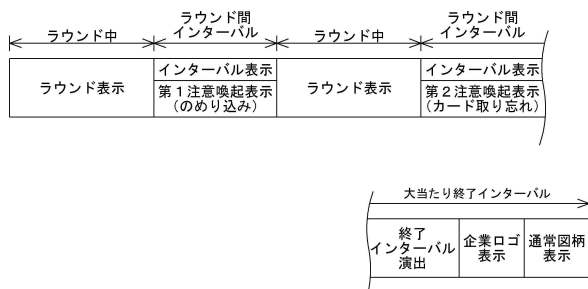 ラウンド中
ラウンド間
インターバル
ラウンド中
ラウンド間
インターバル
ラウンド表示
インターバル表示
第1注意喚起表示
(のめり込み)
ラウンド表示
インターバル表示
第2注意喚起表示
(カード取り忘れ)
大当たり終了インターバル
終了
インターバル
演出
企業ロゴ
表示
通常図柄
表示